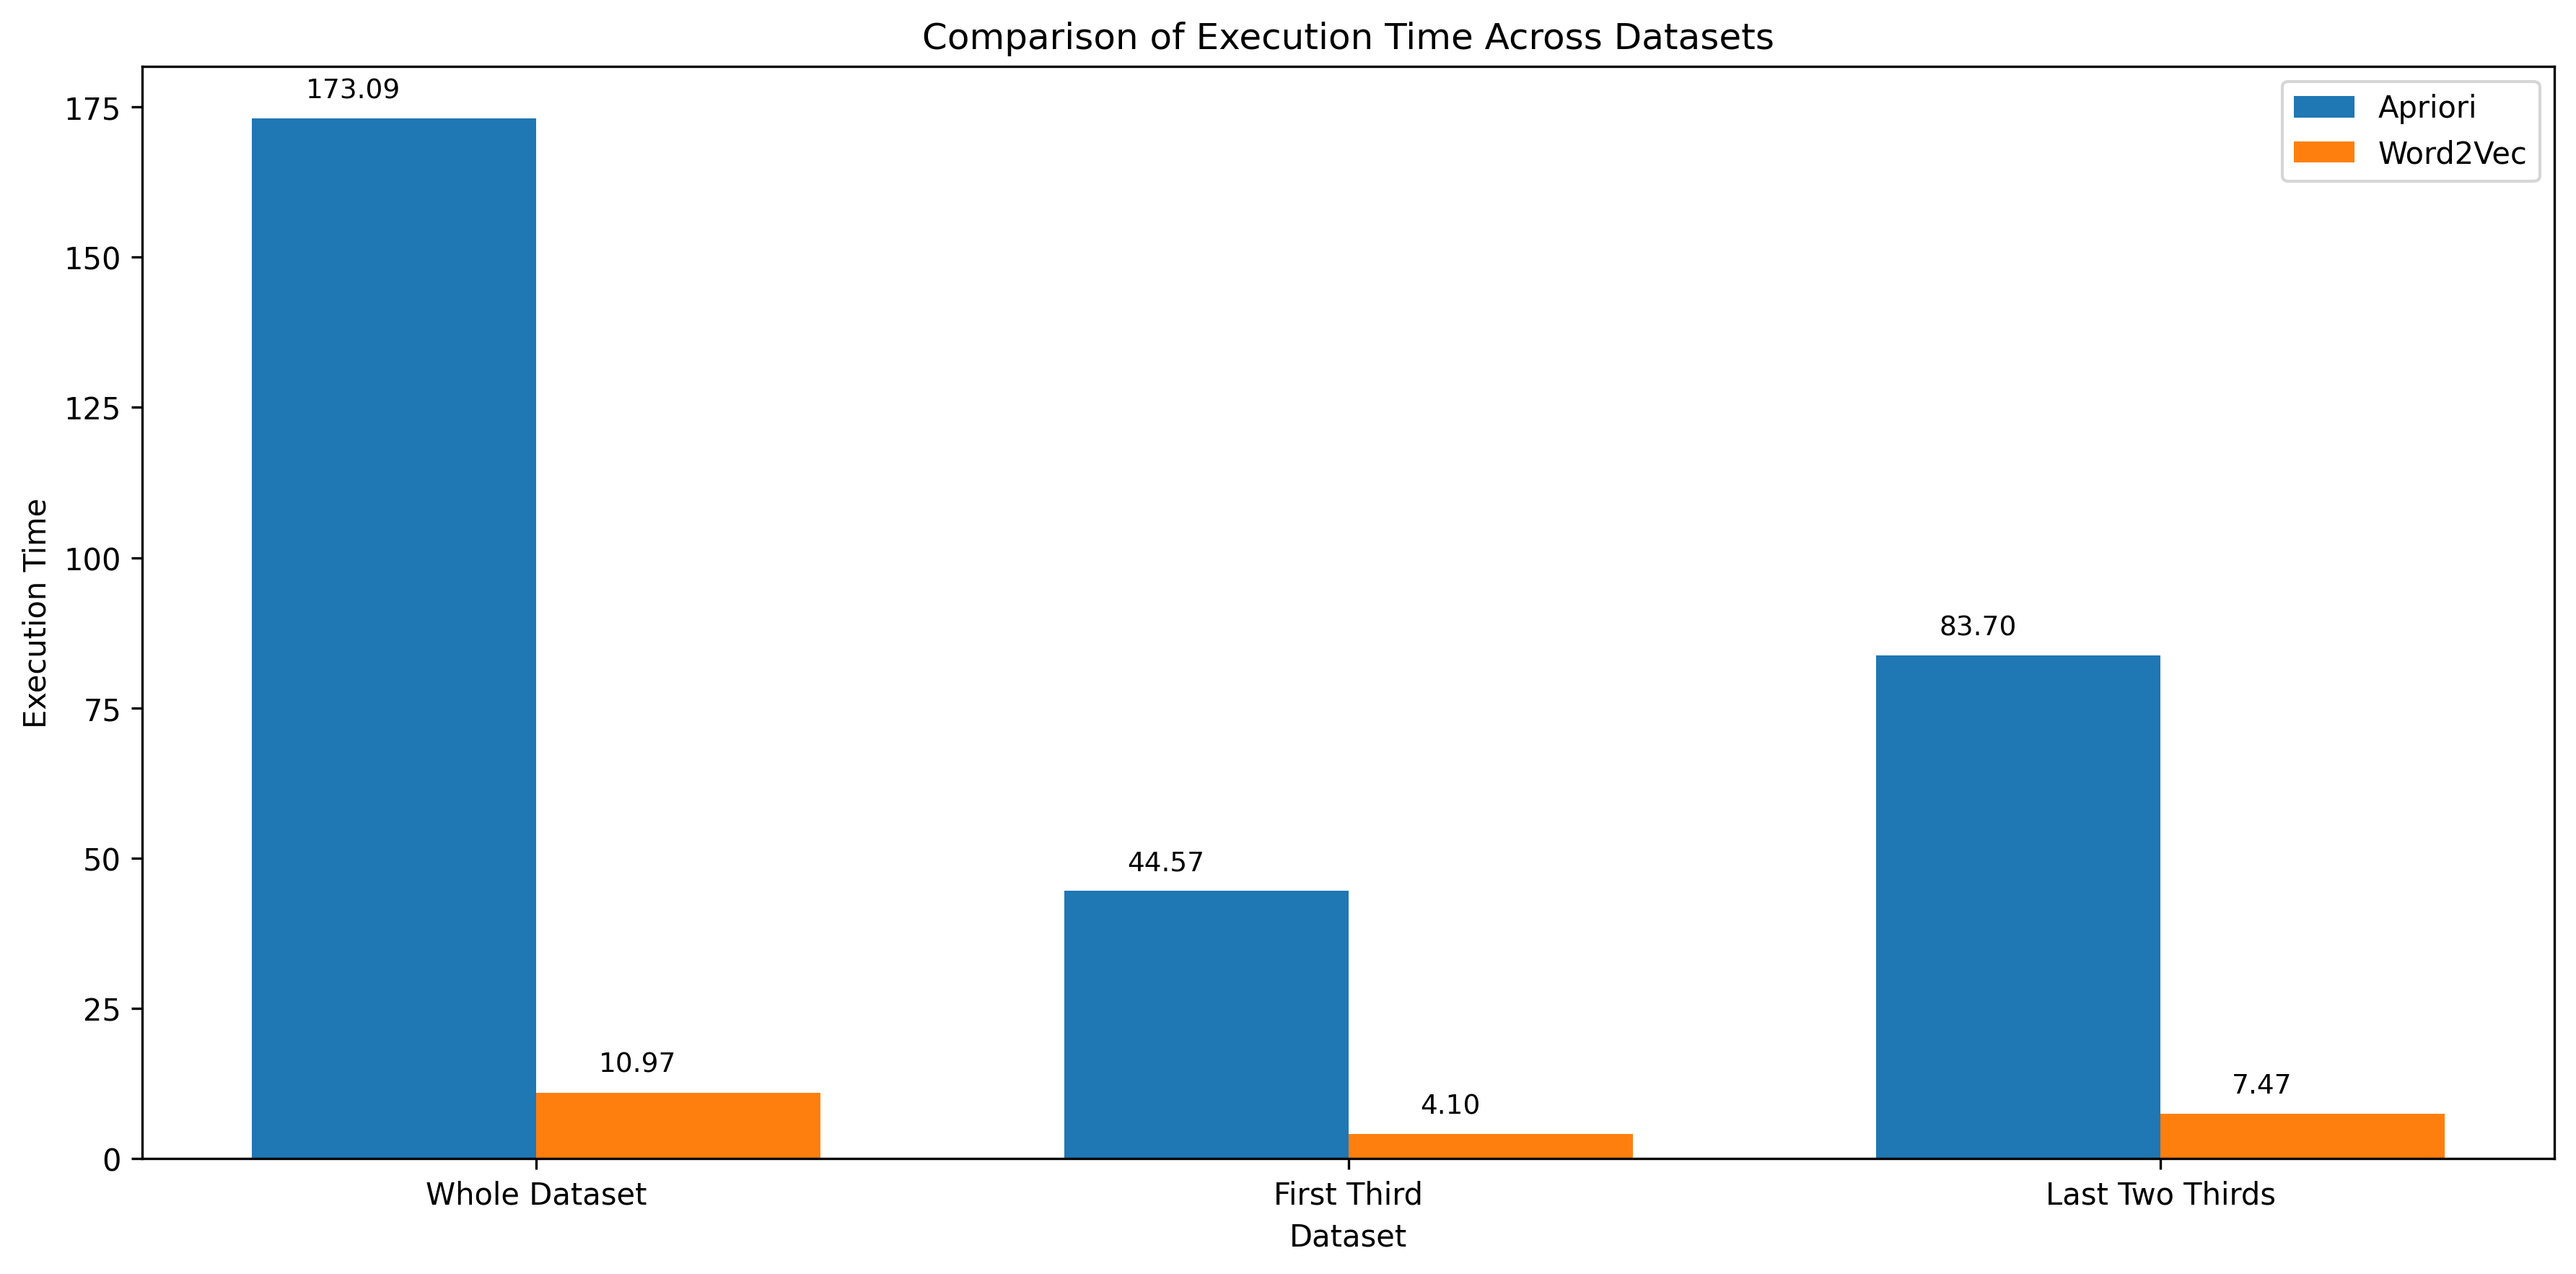 Comparison of Execution Time Across Datasets
Apriori
Word2Vec
Execution Time
175
150
125
100
75
50
25
0
173.09
10.97
44.57
4.10
83.70
7.47
Whole Dataset
First Third
Last Two Thirds
Dataset